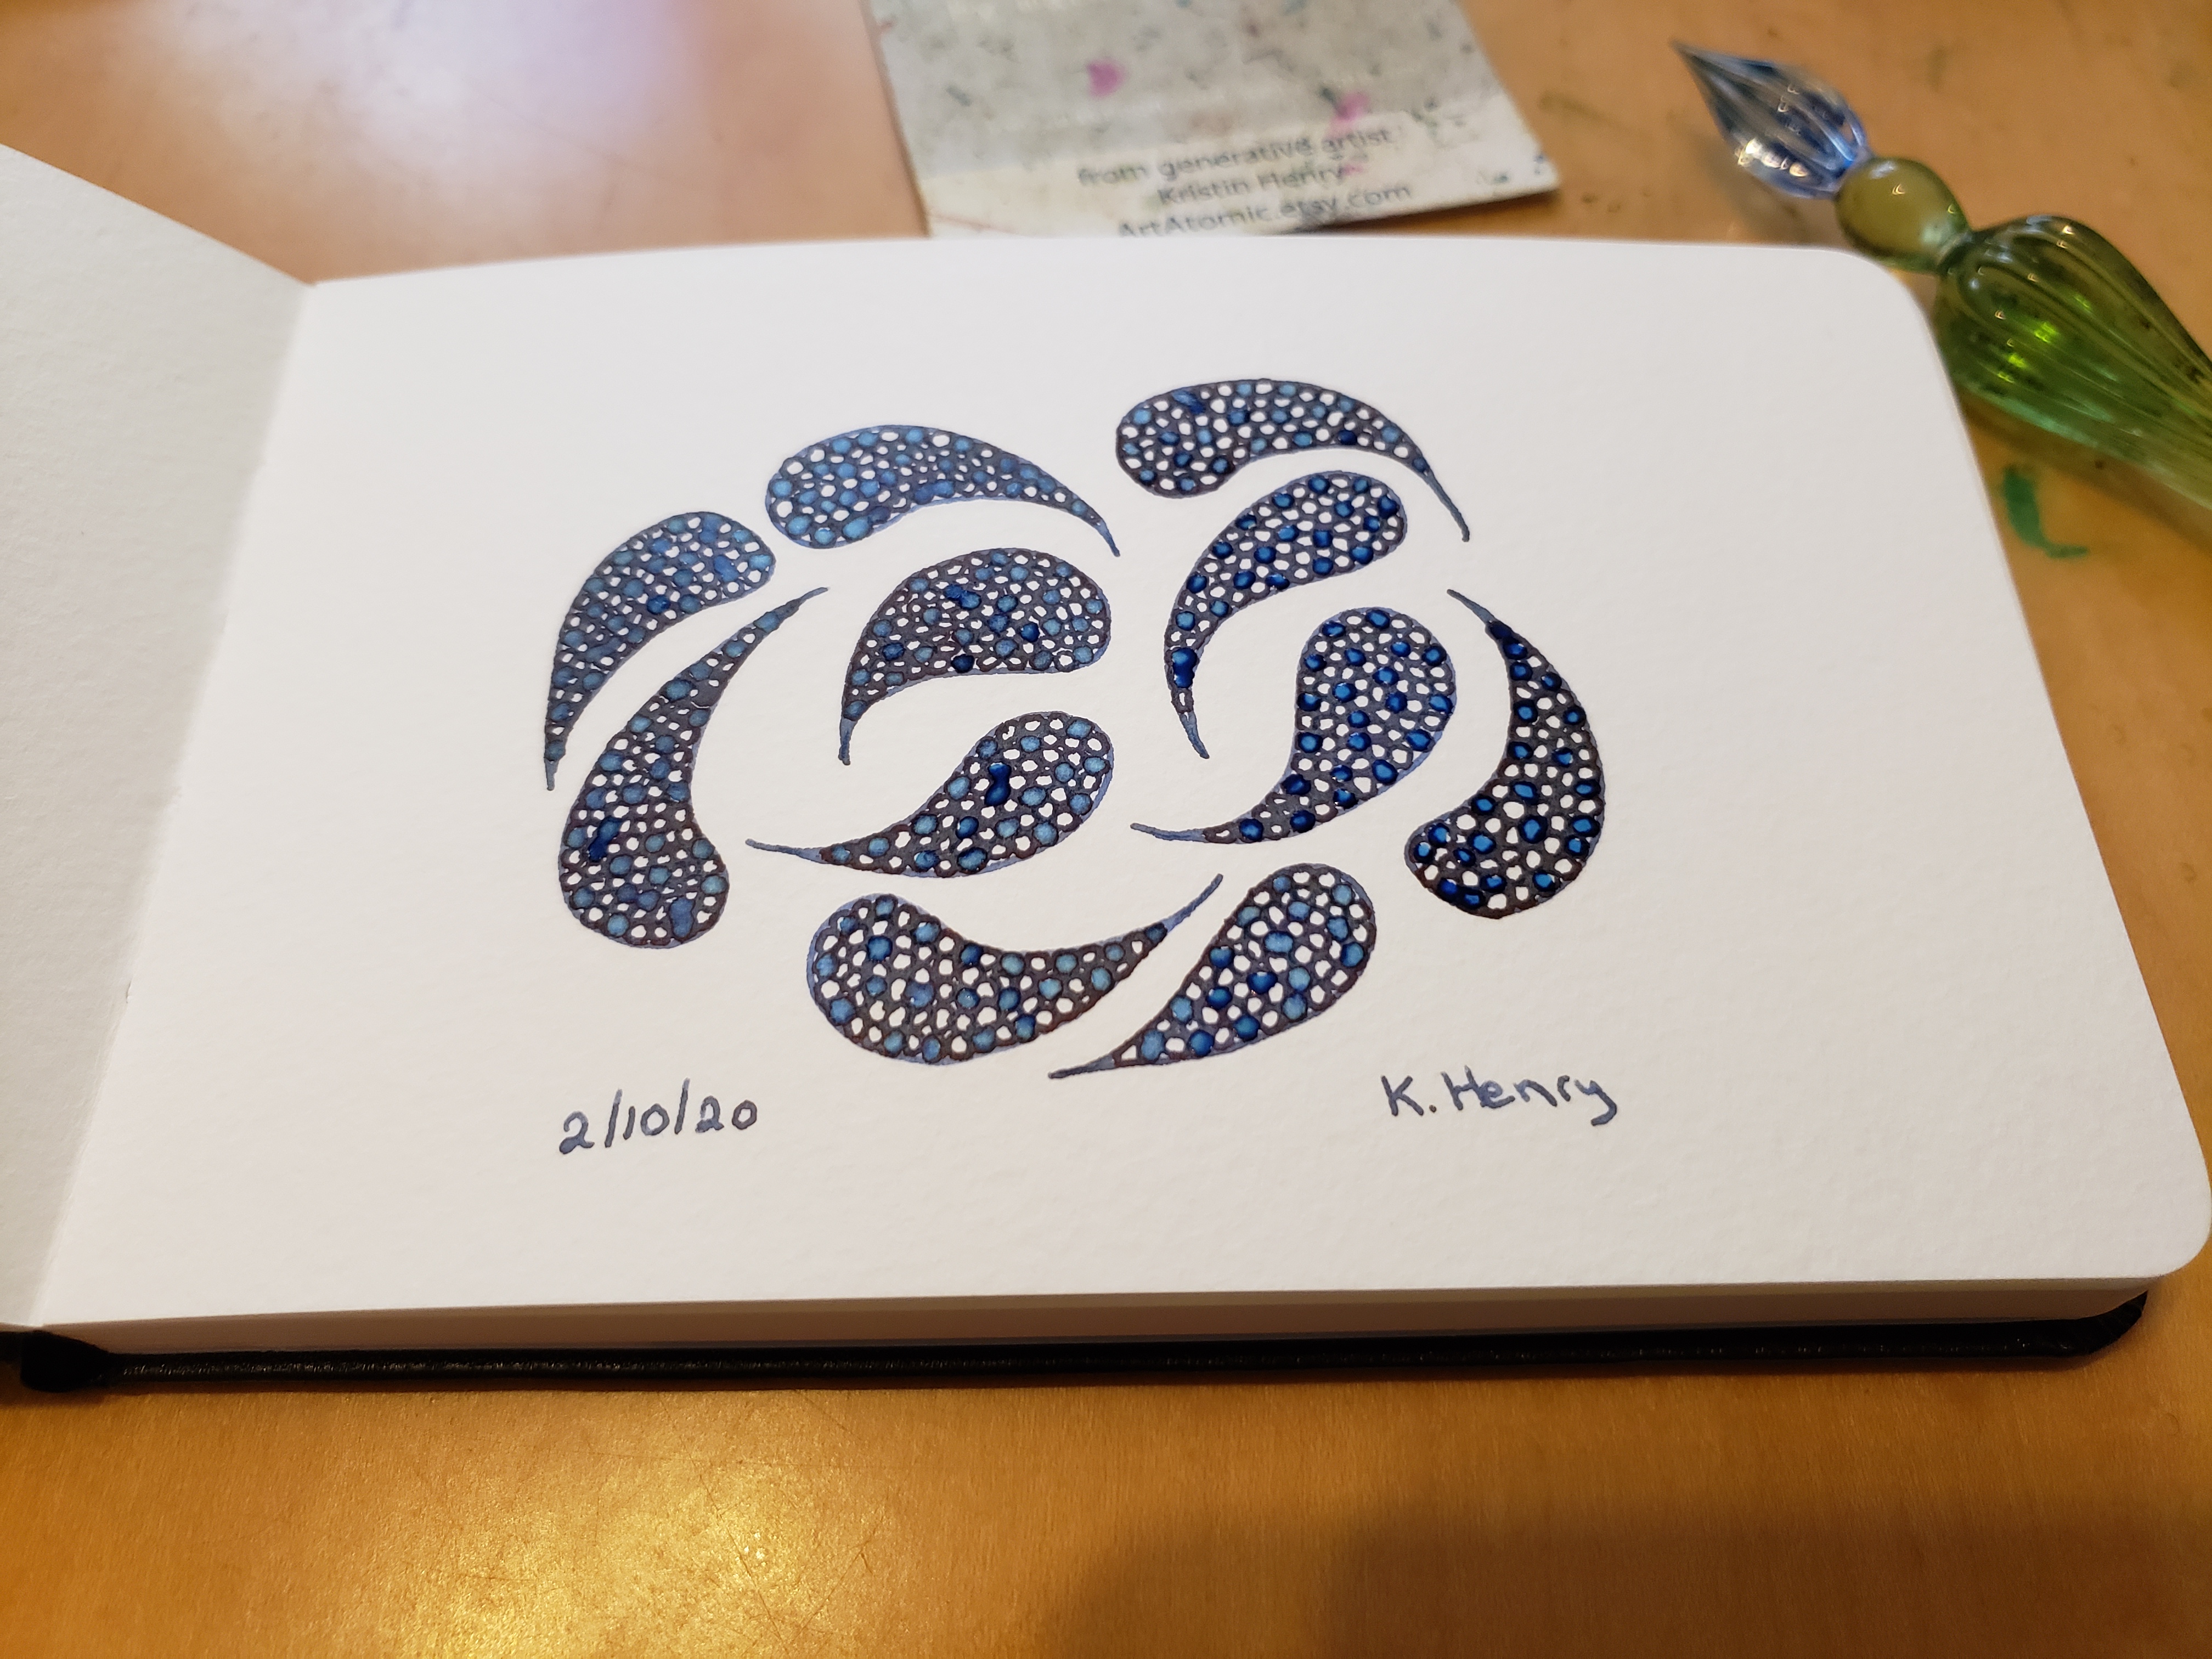 from generative artist
Kristin Henry
ArtAtomic.etsy.com
2/10/20
K. Henry